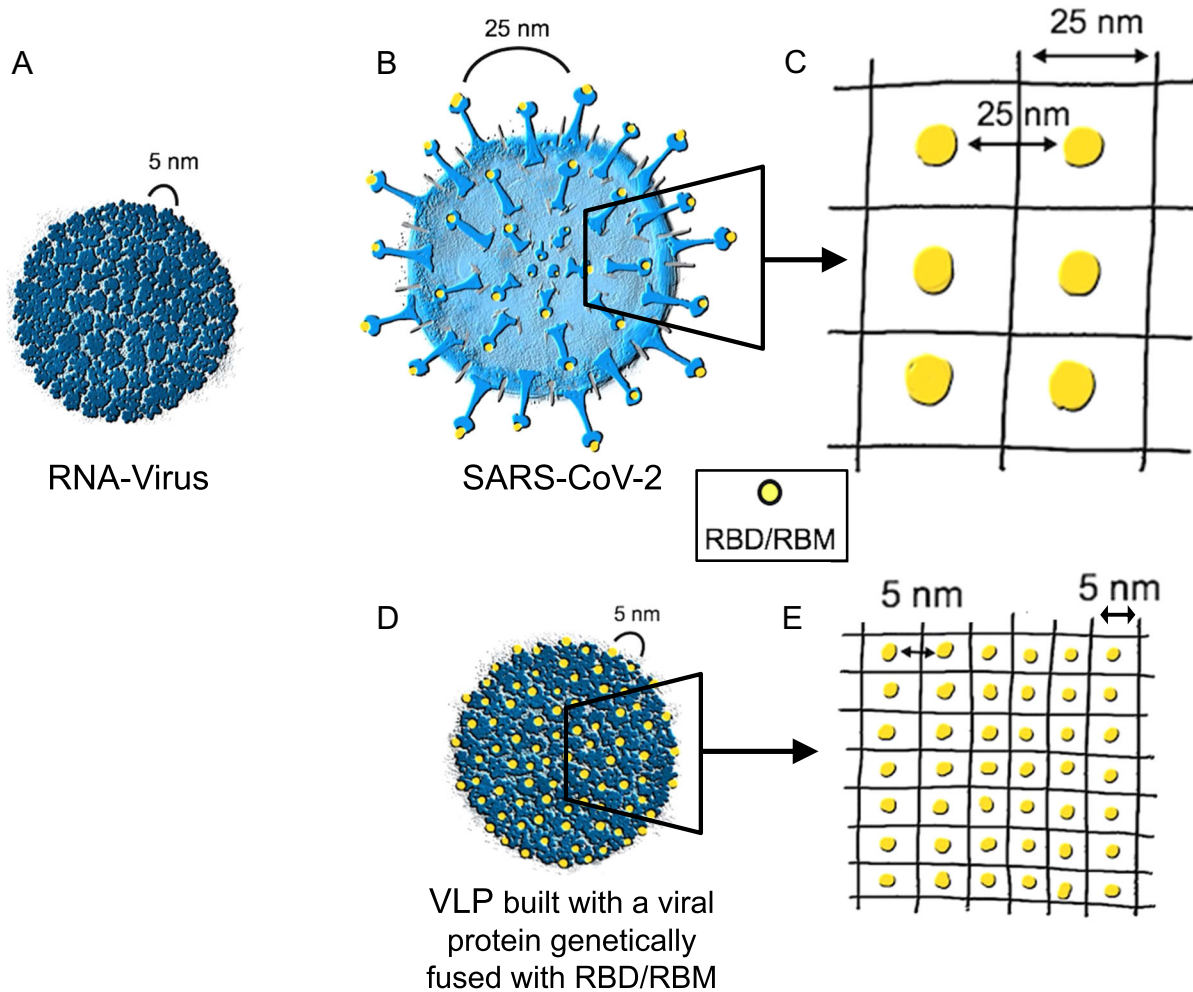 A
5 nm
RNA-Virus
B
25 nm
SARS-CoV-2
C
25 nm
25 nm
RBD/RBM
D
5 nm
VLP built with a viral
protein genetically
fused with RBD/RBM
E
5 nm
5 nm